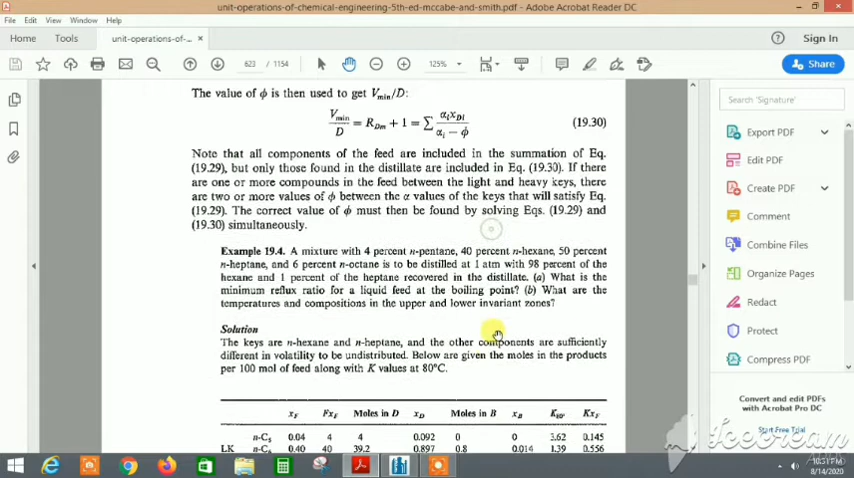 unit-operations-of-chemical-engineering-5th-ed-mccabe-and-smith.pdf - Adobe Acrobat Reader DC
File Edit View Window Help
Home Tools unit-operations-of-... × Sign In
623 / 1154 125% Share
The value of ϕ is then used to get Vmin/D:
Vmin/D = RDm + 1 = ∑ αixDi/(αi − ϕ) (19.30)
Note that all components of the feed are included in the summation of Eq.
(19.29), but only those found in the distillate are included in Eq. (19.30). If there
are one or more compounds in the feed between the light and heavy keys, there
are two or more values of ϕ between the α values of the keys that will satisfy Eq.
(19.29). The correct value of ϕ must then be found by solving Eqs. (19.29) and
(19.30) simultaneously.
Example 19.4. A mixture with 4 percent n-pentane, 40 percent n-hexane, 50 percent
n-heptane, and 6 percent n-octane is to be distilled at 1 atm with 98 percent of the
hexane and 1 percent of the heptane recovered in the distillate. (a) What is the
minimum reflux ratio for a liquid feed at the boiling point? (b) What are the
temperatures and compositions in the upper and lower invariant zones?
Solution
The keys are n-hexane and n-heptane, and the other components are sufficiently
different in volatility to be undistributed. Below are given the moles in the products
per 100 mol of feed along with K values at 80°C.
xF FxF Moles in D xD Moles in B xB K80° KxF
n-C5 0.04 4 4 0.092 0 0 3.62 0.145
LK n-C6 0.40 40 39.2 0.897 0.8 0.014 1.39 0.556
Search 'Signature'
Export PDF
Edit PDF
Create PDF
Comment
Combine Files
Organize Pages
Redact
Protect
Compress PDF
Convert and edit PDFs
with Acrobat Pro DC
Start Free Trial
Icecream
APPS
10:31 PM
8/14/2020